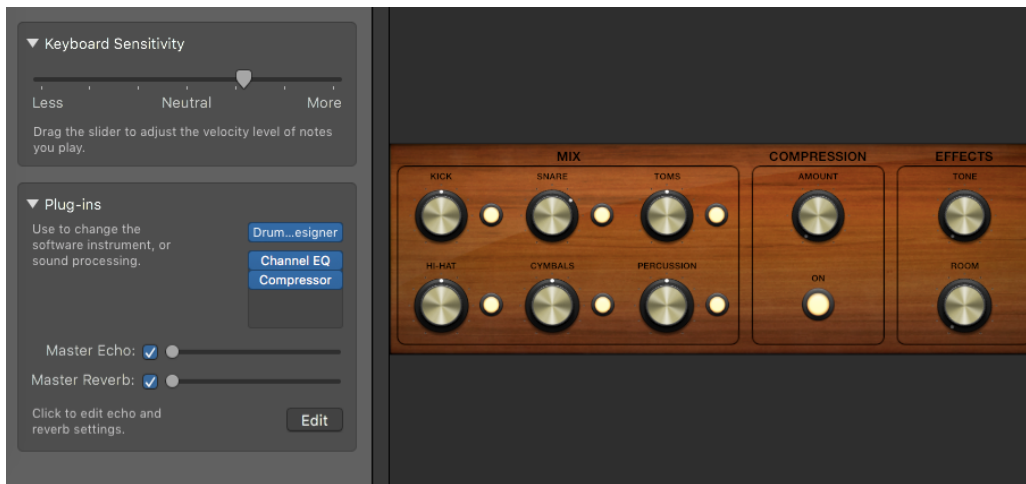 Keyboard Sensitivity
Less Neutral More
Drag the slider to adjust the velocity level of notes
you play.
Plug-ins
Use to change the
software instrument, or
sound processing.
Drum...esigner
Channel EQ
Compressor
Master Echo:
Master Reverb:
Click to edit echo and
reverb settings.
Edit
MIX
KICK SNARE TOMS
HI-HAT CYMBALS PERCUSSION
COMPRESSION
AMOUNT
ON
EFFECTS
TONE
ROOM